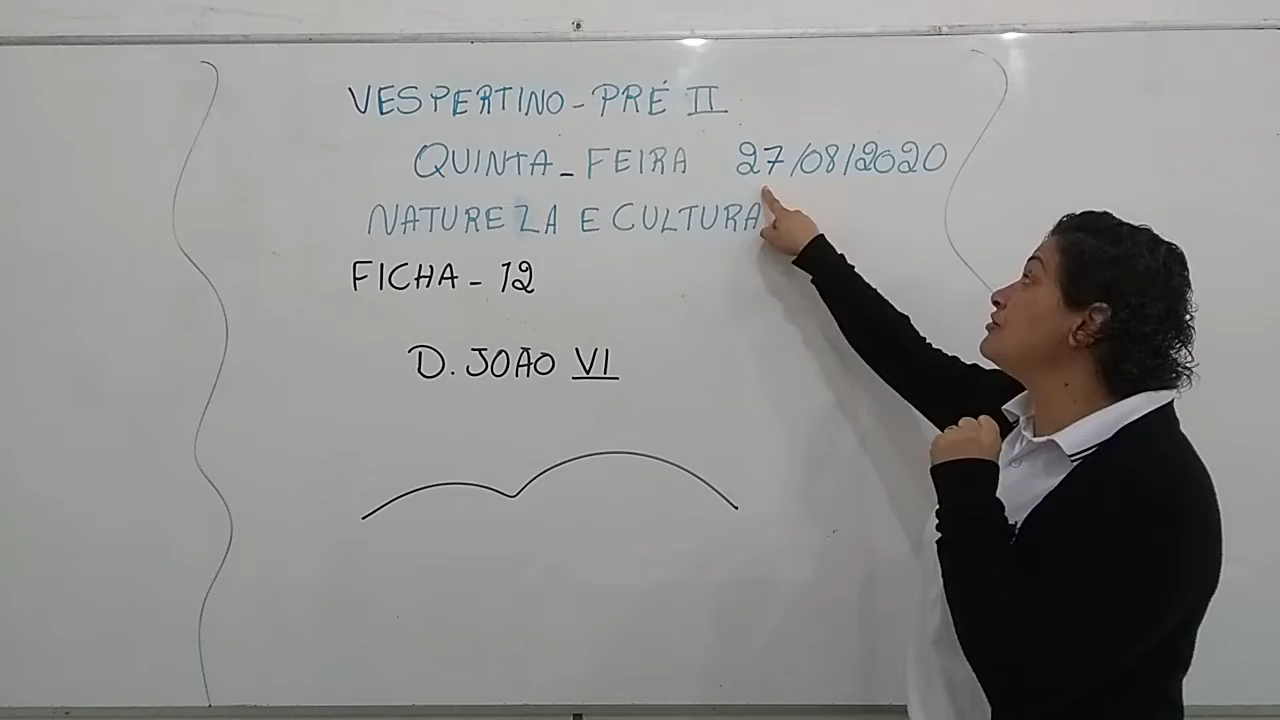 VESPERTINO - PRÉ II
QUINTA - FEIRA 27/08/2020
NATUREZA E CULTURA
FICHA - 12
D. JOÃO VI